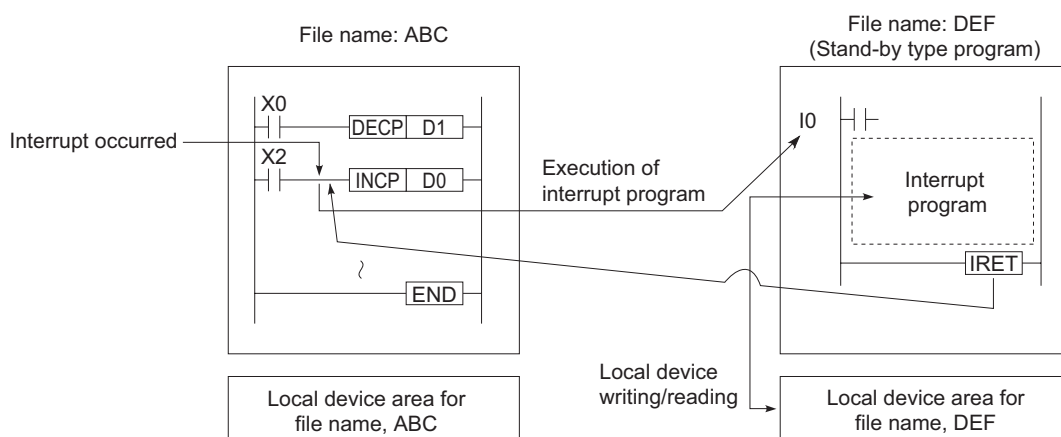 File name: ABC
File name: DEF
(Stand-by type program)
X0
DECP D1
Interrupt occurred
X2
INCP D0
END
Execution of
interrupt program
I0
Interrupt
program
IRET
Local device
writing/reading
Local device area for
file name, ABC
Local device area for
file name, DEF